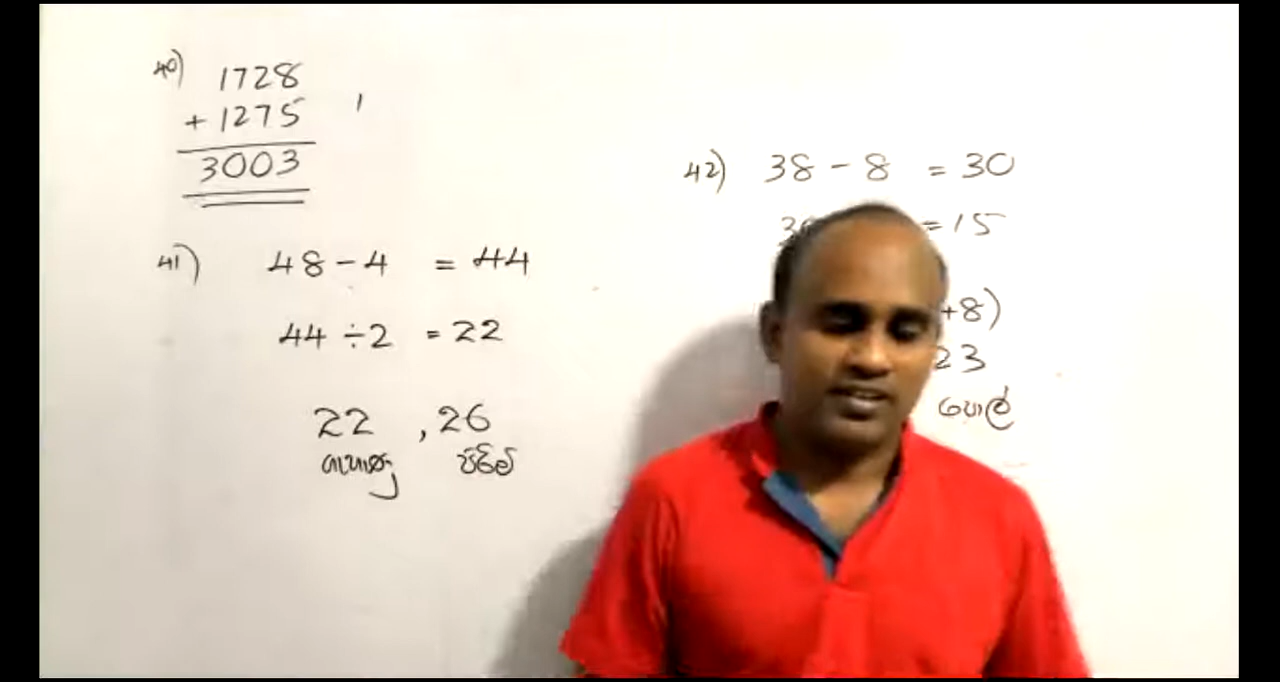 40) 1728
+ 1275
3003
41) 48 - 4 = 44
44 ÷ 2 = 22
22 , 26
ගැහැණු පිරිමි
42) 38 - 8 = 30
= 15
+8)
23
පොල්